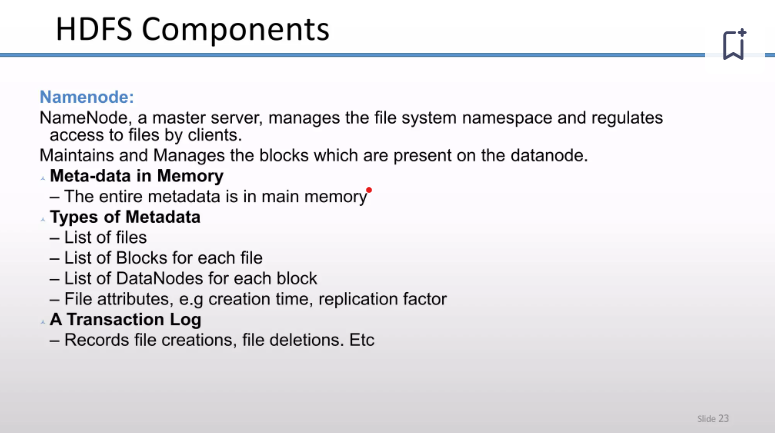 HDFS Components
Namenode:
NameNode, a master server, manages the file system namespace and regulates
access to files by clients.
Maintains and Manages the blocks which are present on the datanode.
Meta-data in Memory
– The entire metadata is in main memory
Types of Metadata
– List of files
– List of Blocks for each file
– List of DataNodes for each block
– File attributes, e.g creation time, replication factor
A Transaction Log
– Records file creations, file deletions. Etc
Slide 23